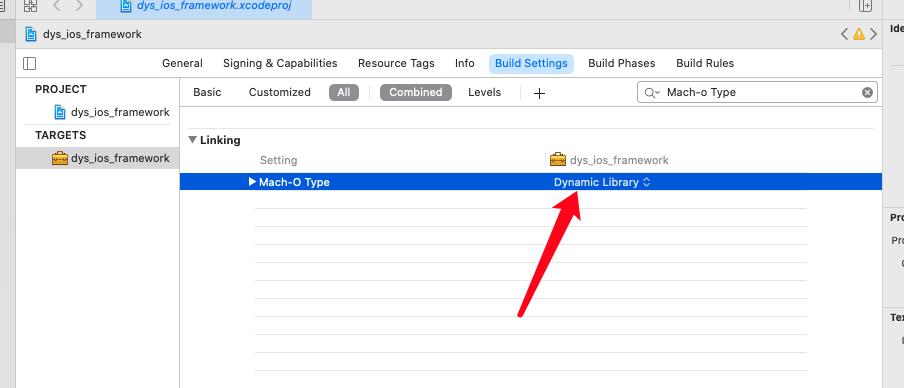 dys_ios_framework.xcodeproj
Ide
dys_ios_framework
General Signing & Capabilities Resource Tags Info Build Settings Build Phases Build Rules
PROJECT
Basic Customized All Combined Levels + Mach-o Type
dys_ios_framework
TARGETS
Linking
dys_ios_framework
Setting dys_ios_framework
Mach-O Type Dynamic Library
Pro
Pro
Tex